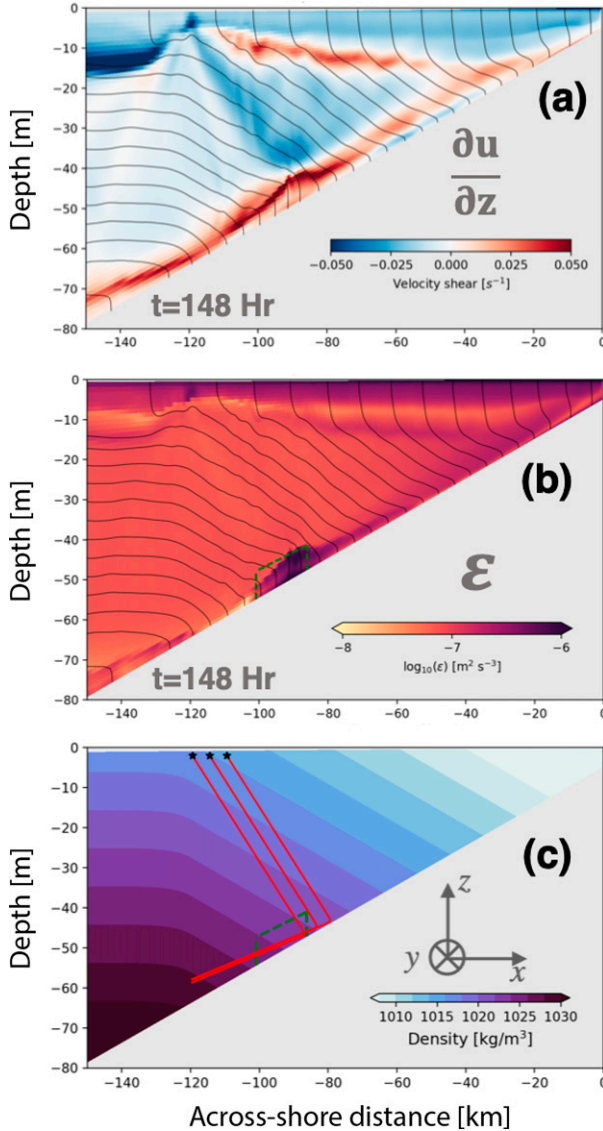 0
−10
−20
−30
−40
−50
−60
−70
−80
Depth [m]
(a)
∂u
∂z
−0.050 −0.025 0.000 0.025 0.050
Velocity shear [s⁻¹]
t=148 Hr
−140 −120 −100 −80 −60 −40 −20 0
0
−10
−20
−30
−40
−50
−60
−70
−80
Depth [m]
(b)
ε
−8 −7 −6
log₁₀(ε) [m² s⁻³]
t=148 Hr
−140 −120 −100 −80 −60 −40 −20 0
0
−10
−20
−30
−40
−50
−60
−70
−80
Depth [m]
(c)
z
y
x
1010 1015 1020 1025 1030
Density [kg/m³]
−140 −120 −100 −80 −60 −40 −20 0
Across-shore distance [km]